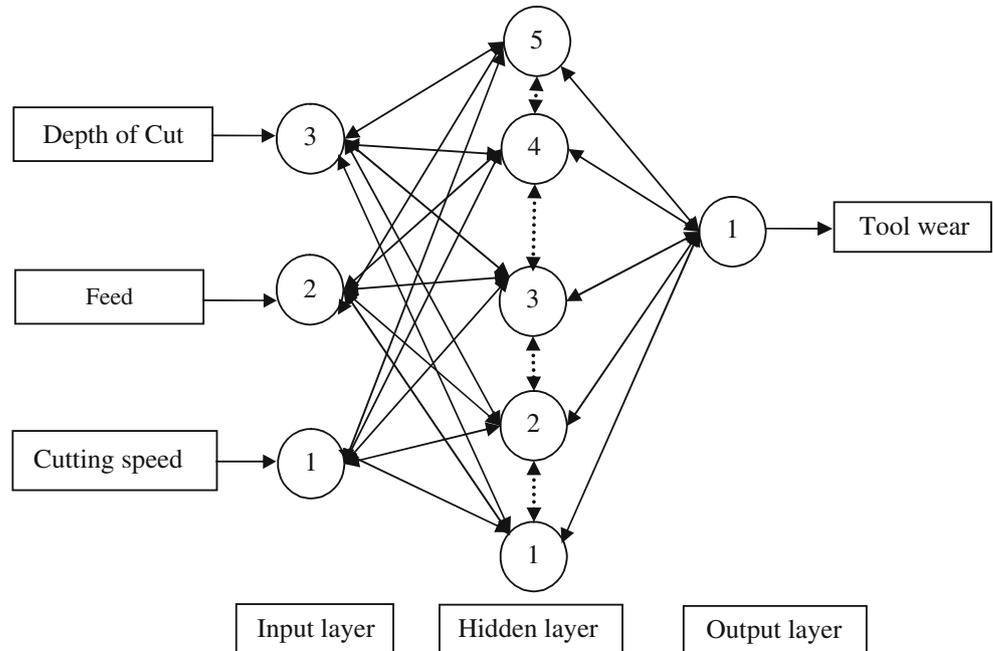 5
Depth of Cut
3
4
1
Tool wear
Feed
2
3
Cutting speed
1
2
1
Input layer
Hidden layer
Output layer